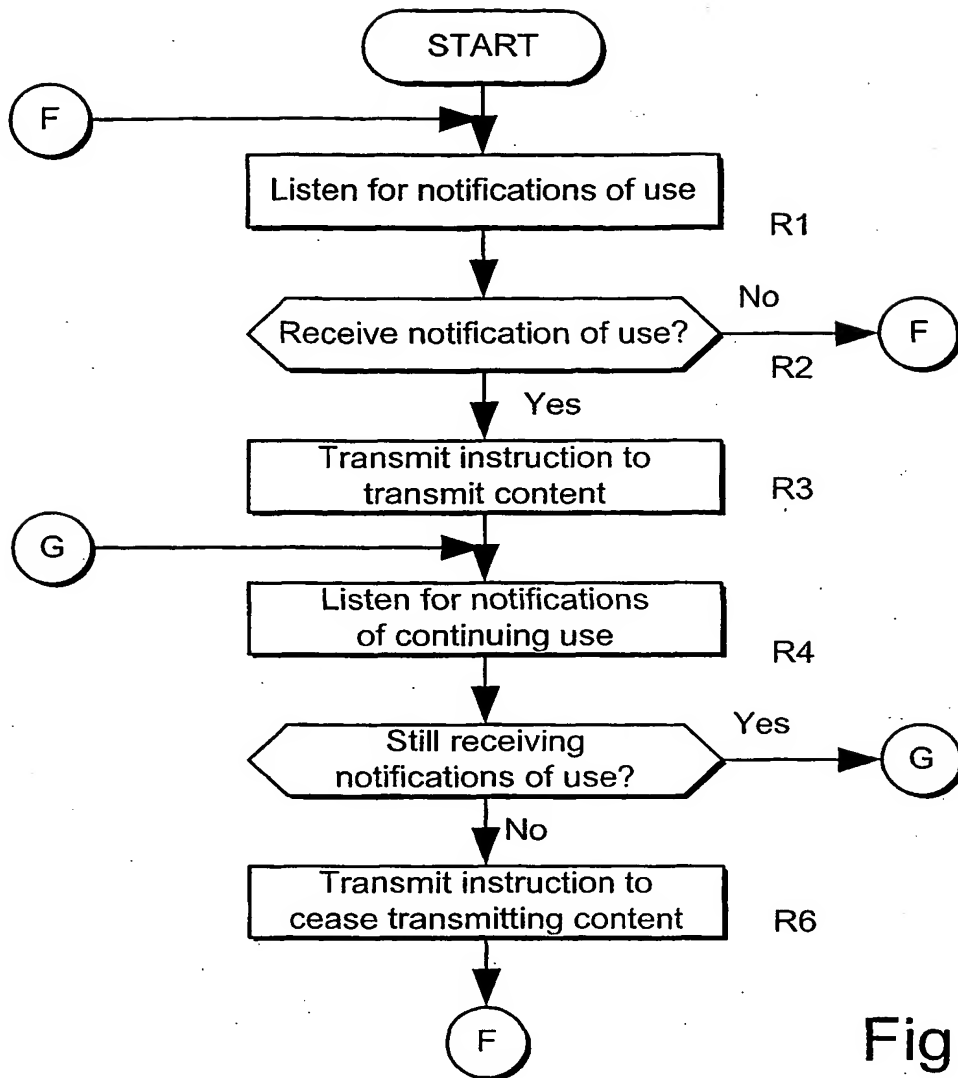 START
F
Listen for notifications of use
R1
Receive notification of use?
No
F
R2
Yes
Transmit instruction to
transmit content
R3
G
Listen for notifications
of continuing use
R4
Still receiving
notifications of use?
Yes
G
No
Transmit instruction to
cease transmitting content
R6
F
Fig